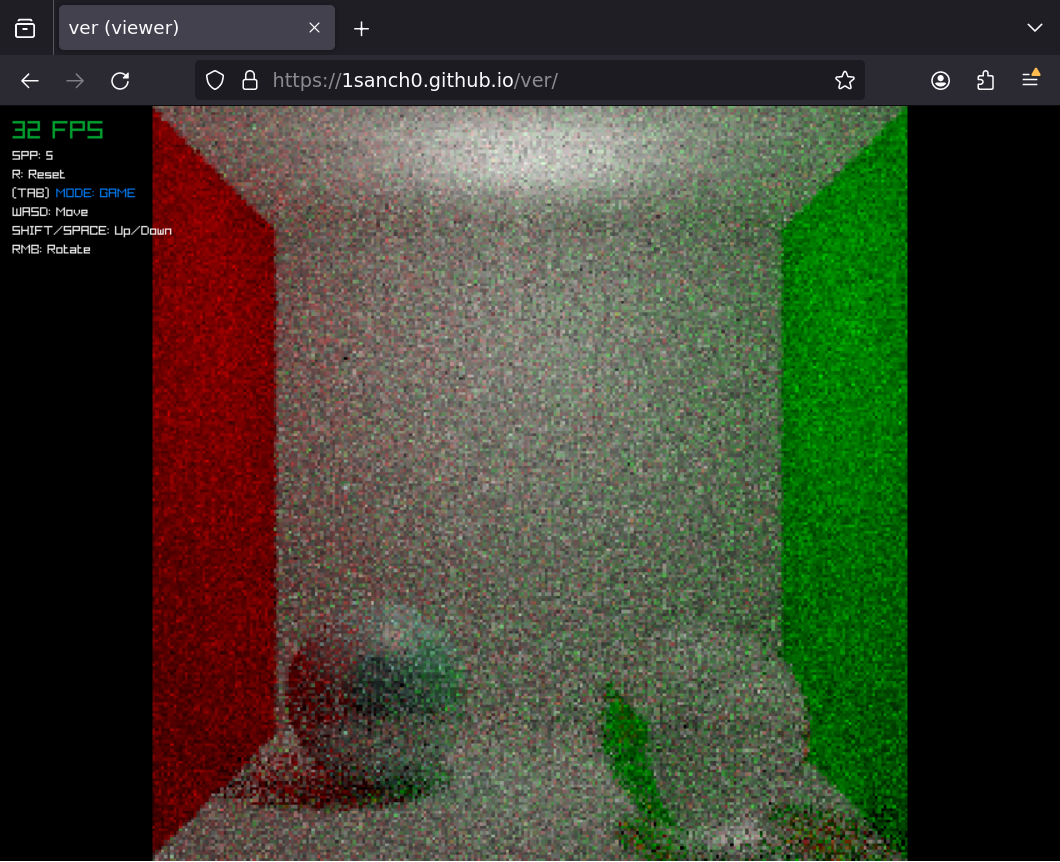 ver (viewer)
https://1sanch0.github.io/ver/
32 FPS
SPP: 5
R: Reset
(TAB) MODE: GAME
WASD: Move
SHIFT/SPACE: Up/Down
RMB: Rotate